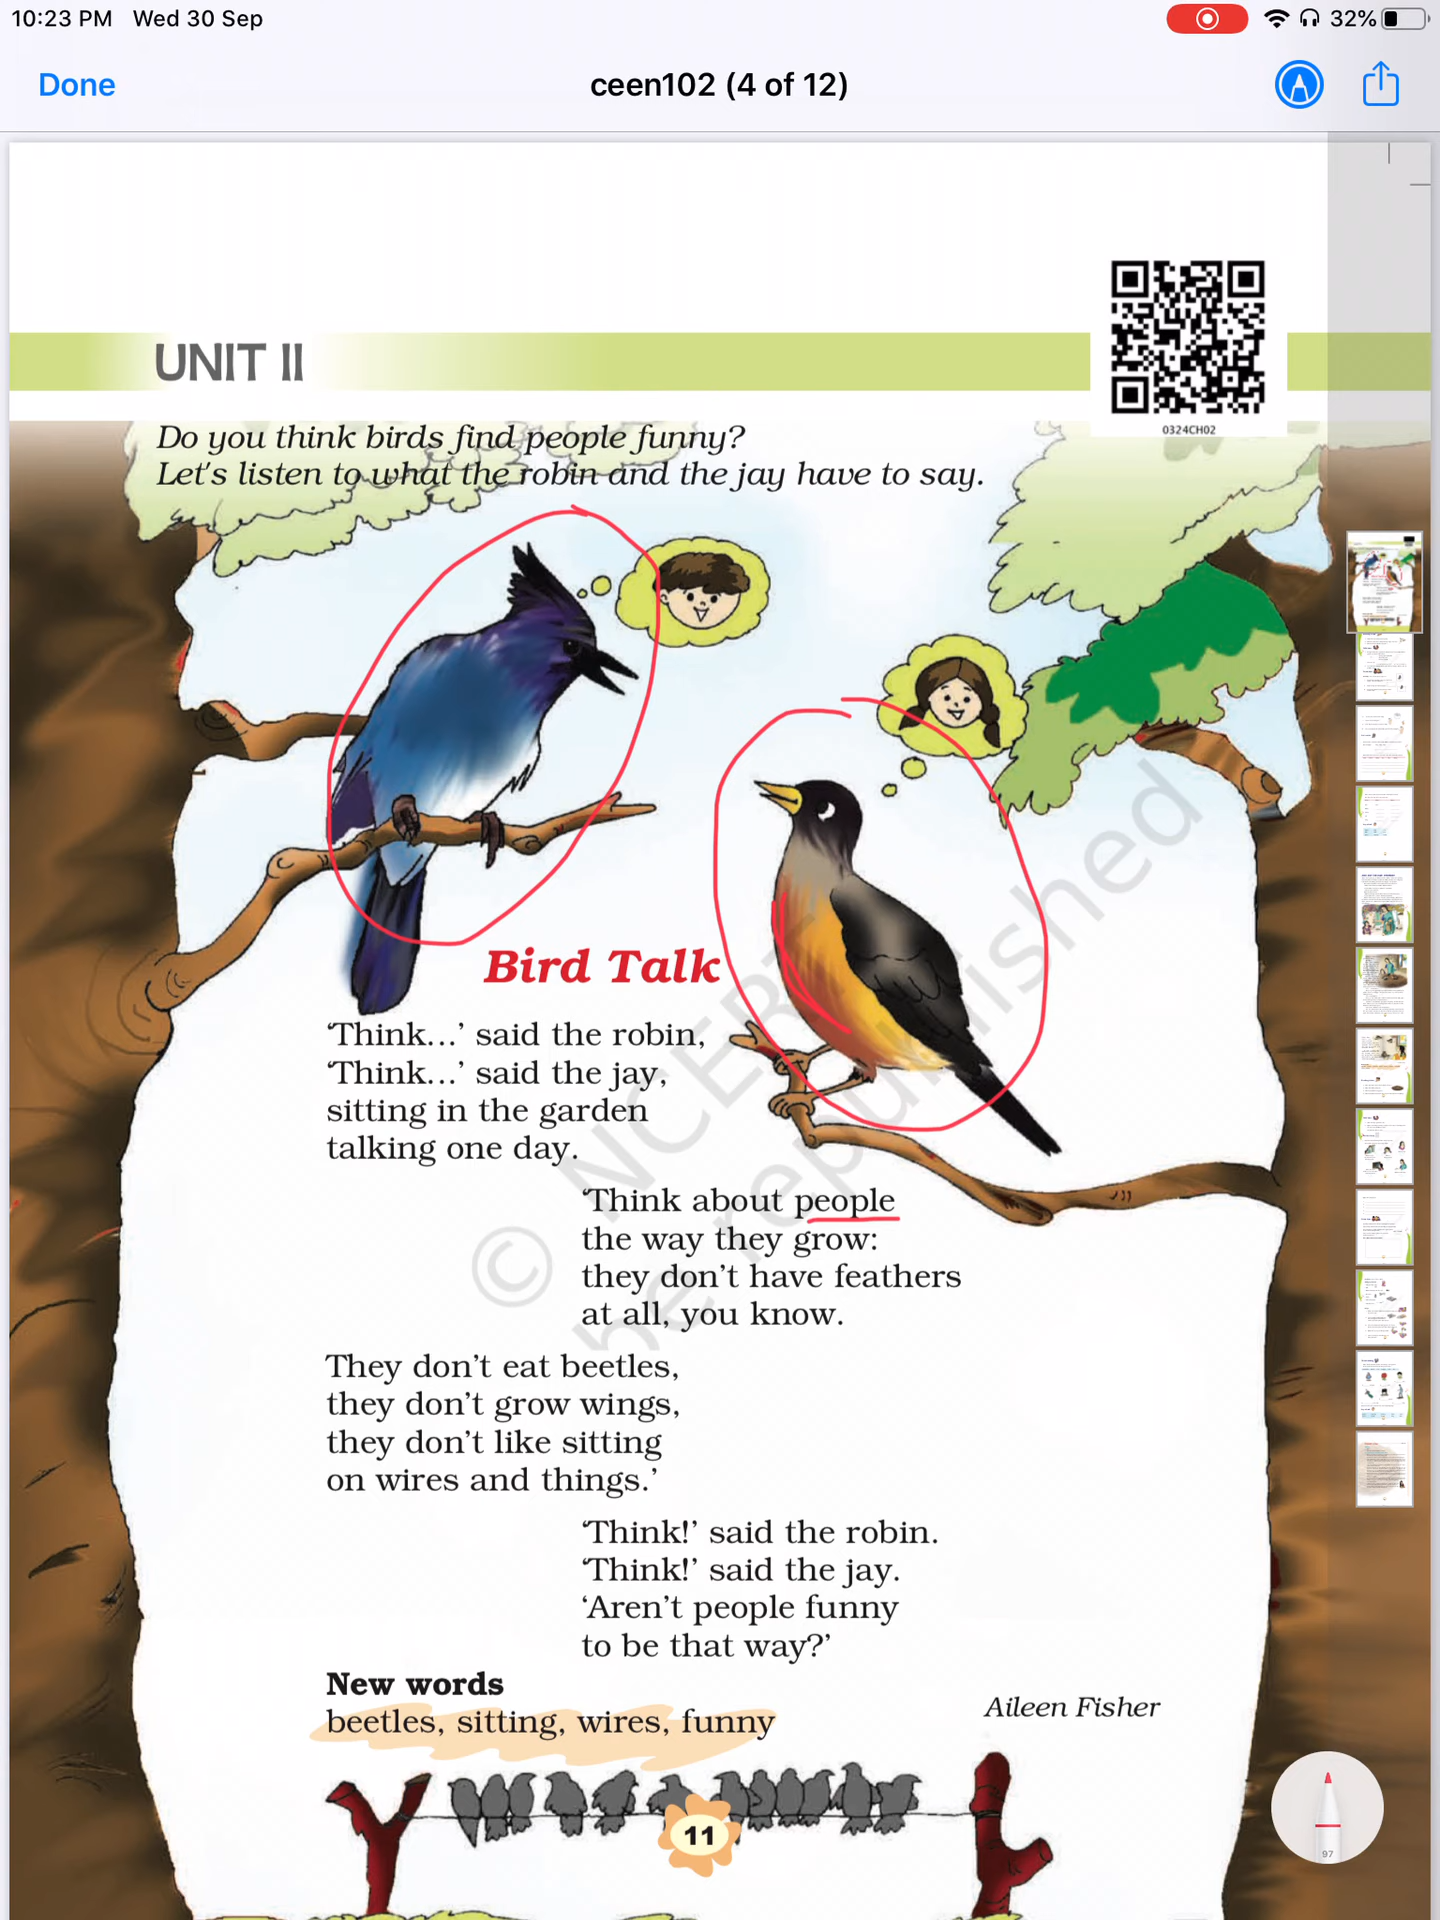 10:23 PM Wed 30 Sep
32%
Done
ceen102 (4 of 12)
UNIT II
0324CH02
Do you think birds find people funny?
Let's listen to what the robin and the jay have to say.
Bird Talk
‘Think...’ said the robin,
‘Think...’ said the jay,
sitting in the garden
talking one day.
‘Think about people
the way they grow:
they don’t have feathers
at all, you know.
They don’t eat beetles,
they don’t grow wings,
they don’t like sitting
on wires and things.’
‘Think!’ said the robin.
‘Think!’ said the jay.
‘Aren’t people funny
to be that way?’
New words
beetles, sitting, wires, funny
Aileen Fisher
11
97
© NCERT
be republished